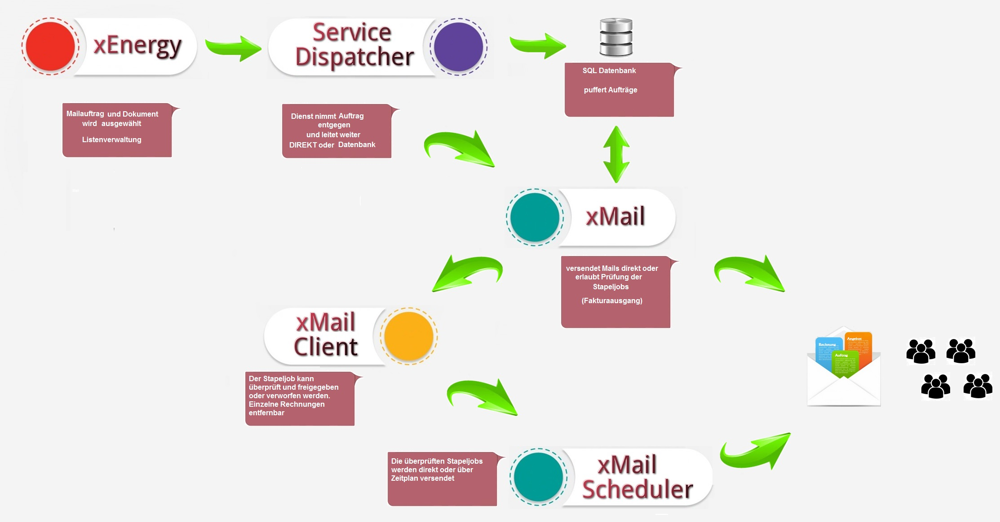 xEnergy
Service
Dispatcher
SQL Datenbank
puffert Aufträge
Mailauftrag und Dokument
wird ausgewählt
Listenverwaltung
Dienst nimmt Auftrag
entgegen
und leitet weiter
DIREKT oder Datenbank
xMail
versendet Mails direkt oder
erlaubt Prüfung der
Stapeljobs
(Fakturaausgang)
xMail
Client
Der Stapeljob kann
überprüft und freigegeben
oder verworfen werden.
Einzelne Rechnungen
entfernbar
Rechnung
Angebot
Auftrag
Die überprüften Stapeljobs
werden direkt oder über
Zeitplan versendet
xMail
Scheduler